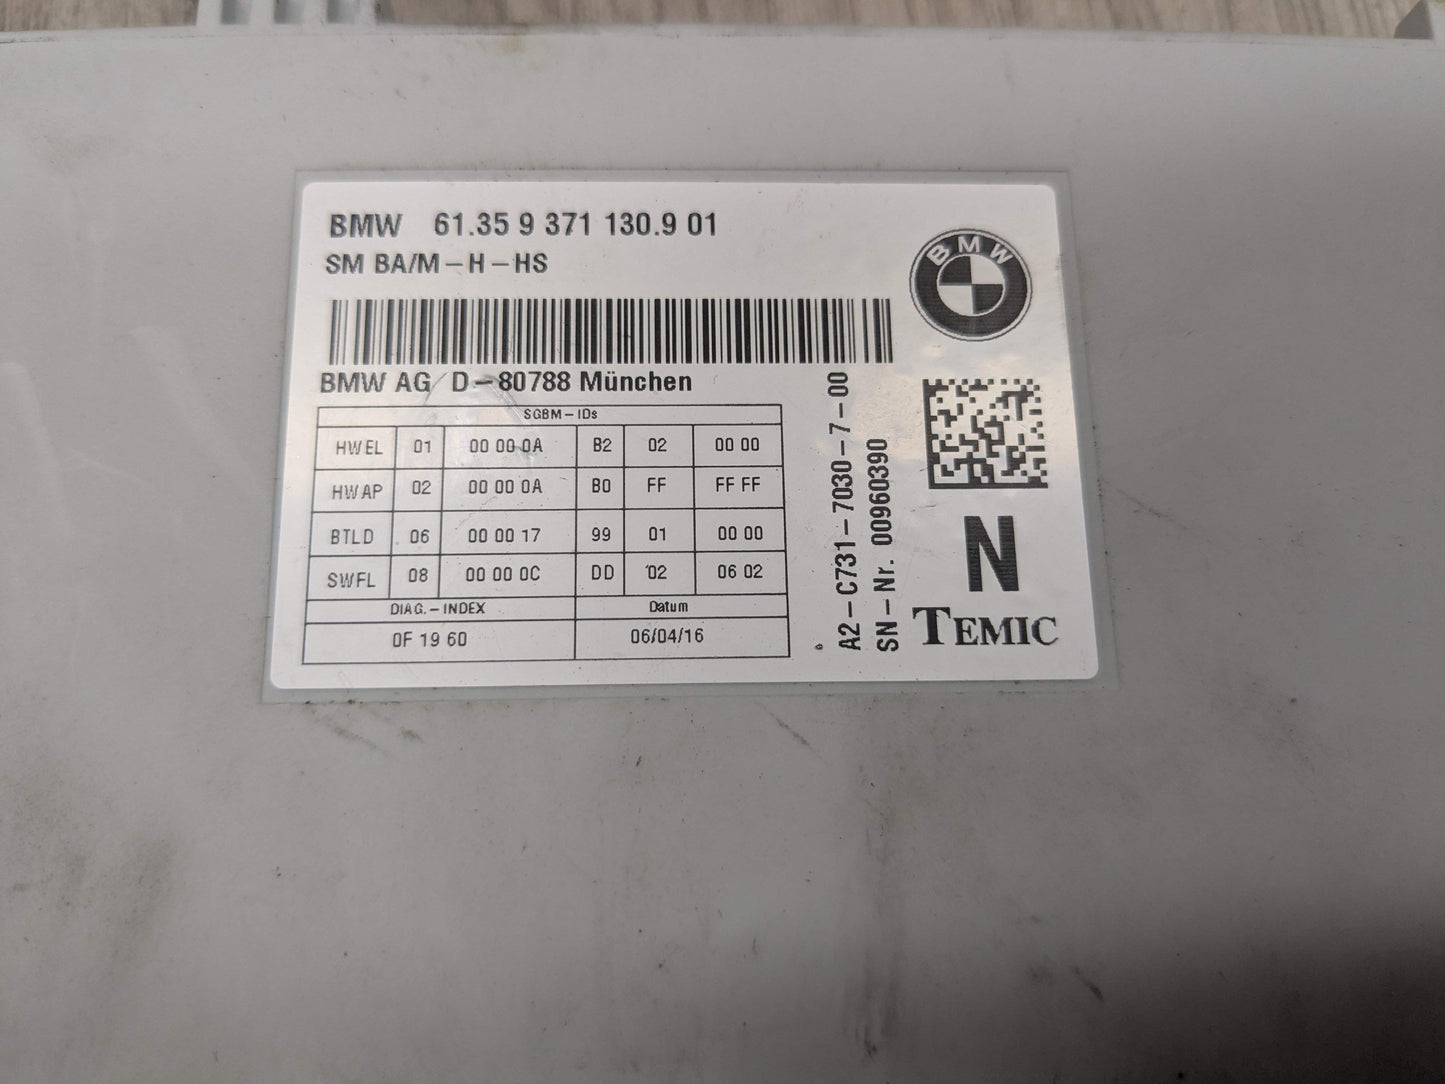 BMW 61.35 9 371 130.9 01
SM BA/M-H-HS
BMW
BMW AG D-80788 München
SGBM-IDs
HWEL 01 00 00 0A B2 02 00 00
HWAP 02 00 00 0A B0 FF FF FF
BTLD 06 00 00 17 99 01 00 00
SWFL 08 00 00 0C DD 02 06 02
DIAG.-INDEX Datum
0F 19 60 06/04/16
A2-C731-7030-7-00
SN-Nr. 00960390
N
TEMIC